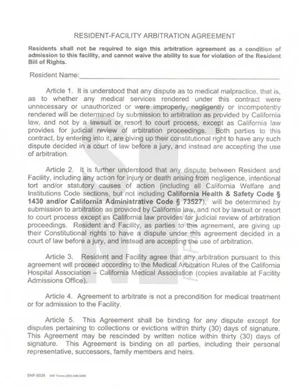 RESIDENT-FACILITY ARBITRATION AGREEMENT
Residents shall not be required to sign this arbitration agreement as a condition of
admission to this facility, and cannot waive the ability to sue for violation of the Resident
Bill of Rights.
Resident Name:
Article 1. It is understood that any dispute as to medical malpractice, that is,
as to whether any medical services rendered under this contract were
unnecessary or unauthorized or were improperly, negligently or incompetently
rendered will be determined by submission to arbitration as provided by California
law, and not by a lawsuit or resort to court process, except as California law
provides for judicial review of arbitration proceedings. Both parties to this
contract, by entering into it, are giving up their constitutional right to have any such
dispute decided in a court of law before a jury, and instead are accepting the use
of arbitration.
Article 2. It is further understood that any dispute between Resident and
Facility, including any action for injury or death arising from negligence, intentional
tort and/or statutory causes of action (including all California Welfare and
Institutions Code sections, but not including California Health & Safety Code §
1430 and/or California Administrative Code § 73527), will be determined by
submission to arbitration as provided by California law, and not by lawsuit or resort
to court process except as California law provides for judicial review of arbitration
proceedings. Resident and Facility, as parties to this agreement, are giving up
their Constitutional rights to have a dispute under this agreement decided in a
court of law before a jury, and instead are accepting the use of arbitration.
Article 3. Resident and Facility agree that any arbitration pursuant to this
agreement will proceed according to the Medical Arbitration Rules of the California
Hospital Association – California Medical Association (copies available at Facility
Admissions Office).
Article 4. Agreement to arbitrate is not a precondition for medical treatment
or for admission to the Facility.
Article 5. This Agreement shall be binding for any dispute except for
disputes pertaining to collections or evictions within thirty (30) days of signature.
This Agreement may be rescinded by written notice within thirty (30) days of
signature. This Agreement is binding on all parties, including their personal
representative, successors, family members and heirs.